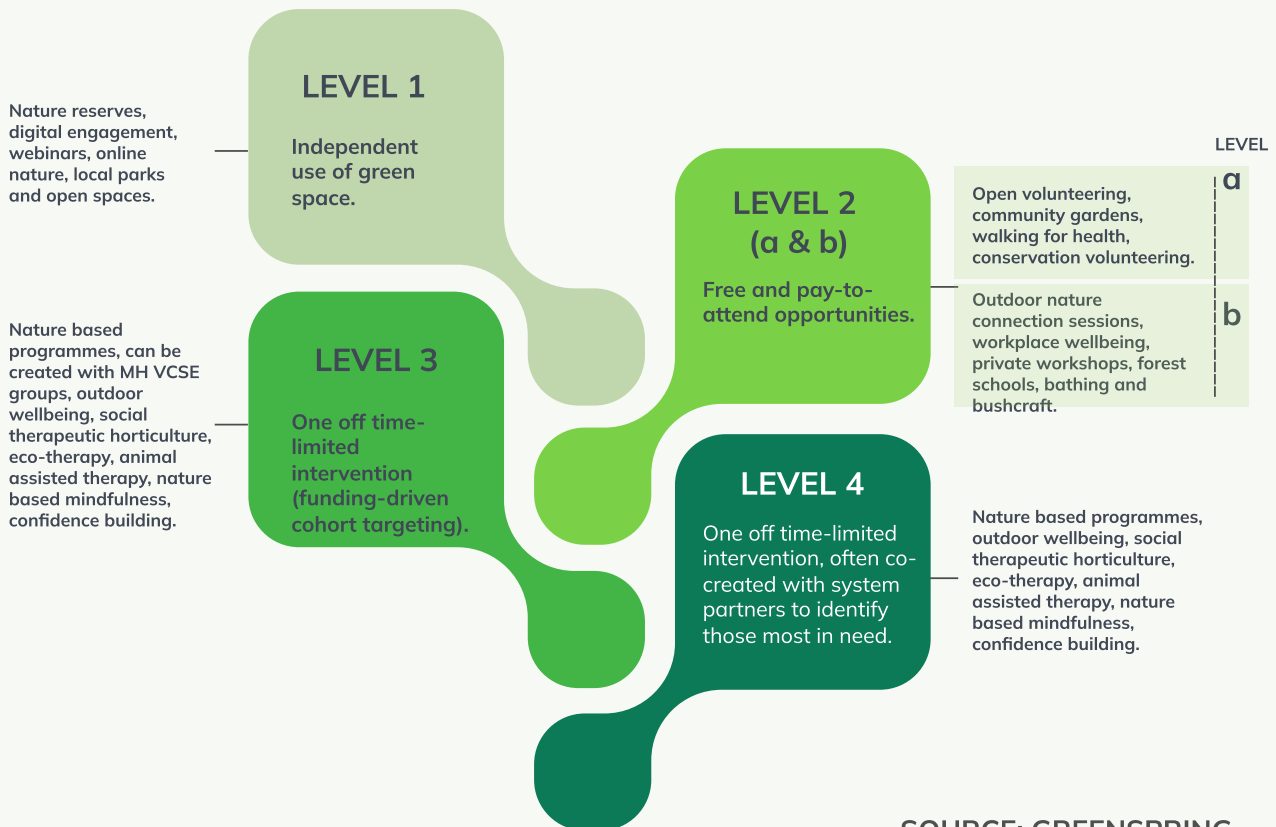 LEVEL 1
Independent
use of green
space.
Nature reserves,
digital engagement,
webinars, online
nature, local parks
and open spaces.
LEVEL 2
(a & b)
Free and pay-to-
attend opportunities.
LEVEL
a
Open volunteering,
community gardens,
walking for health,
conservation volunteering.
b
Outdoor nature
connection sessions,
workplace wellbeing,
private workshops, forest
schools, bathing and
bushcraft.
LEVEL 3
One off time-
limited
intervention
(funding-driven
cohort targeting).
Nature based
programmes, can be
created with MH VCSE
groups, outdoor
wellbeing, social
therapeutic horticulture,
eco-therapy, animal
assisted therapy, nature
based mindfulness,
confidence building.
LEVEL 4
One off time-limited
intervention, often co-
created with system
partners to identify
those most in need.
Nature based programmes,
outdoor wellbeing, social
therapeutic horticulture,
eco-therapy, animal
assisted therapy, nature
based mindfulness,
confidence building.
SOURCE: GREENSPRING